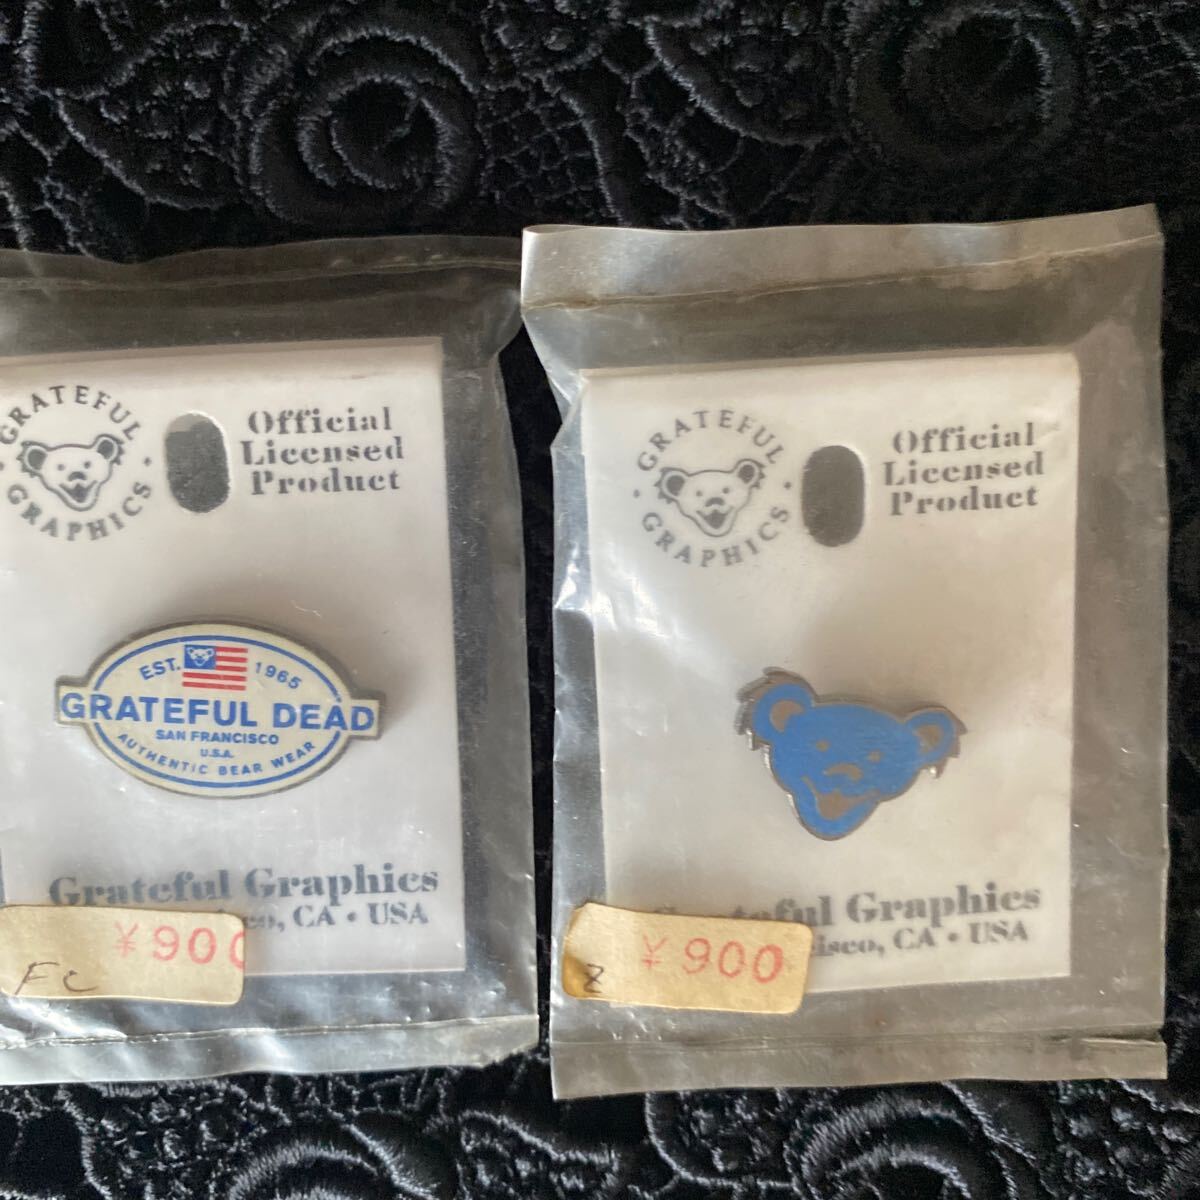 GRATEFUL
GRAPHICS
Official
Licensed
Product
EST. 1965
GRATEFUL DEAD
SAN FRANCISCO
U.S.A.
AUTHENTIC BEAR WEAR
Grateful Graphics
CA • USA
¥900
FC
GRATEFUL
GRAPHICS
Official
Licensed
Product
Grateful Graphics
CA • USA
¥900
Z